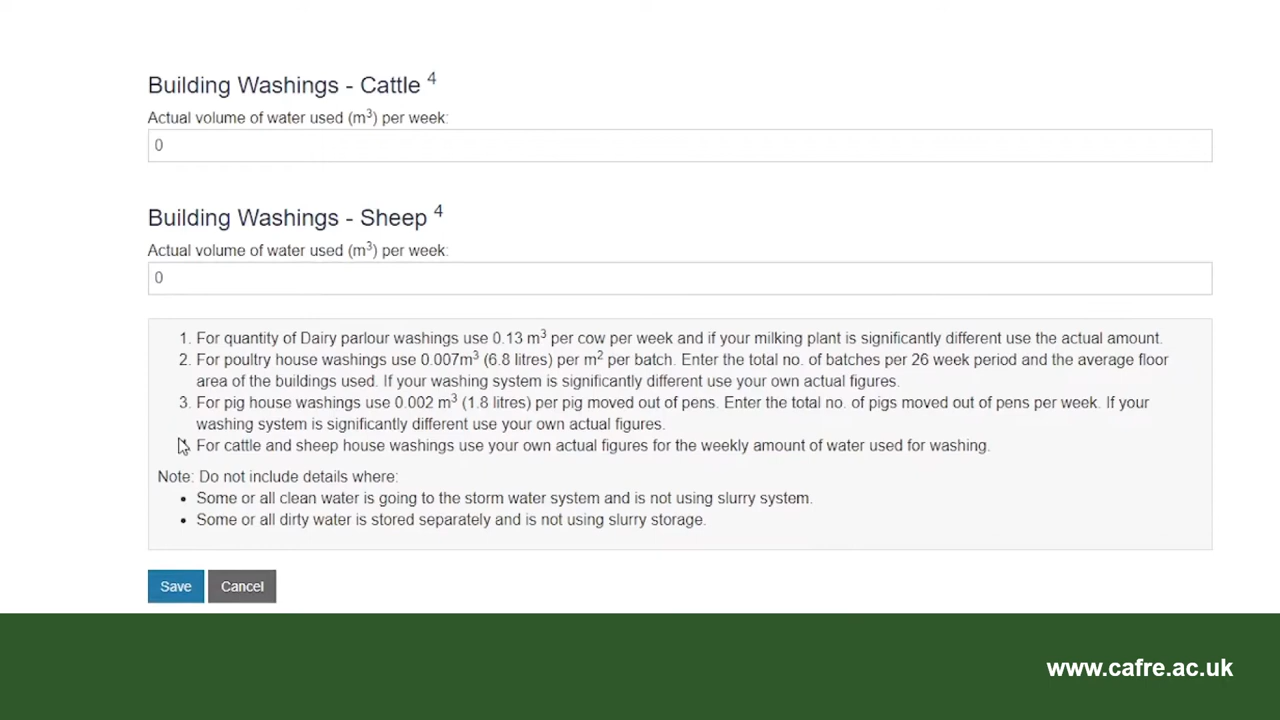 Building Washings - Cattle 4
Actual volume of water used (m3) per week:
0
Building Washings - Sheep 4
Actual volume of water used (m3) per week:
0
1. For quantity of Dairy parlour washings use 0.13 m3 per cow per week and if your milking plant is significantly different use the actual amount.
2. For poultry house washings use 0.007m3 (6.8 litres) per m2 per batch. Enter the total no. of batches per 26 week period and the average floor
area of the buildings used. If your washing system is significantly different use your own actual figures.
3. For pig house washings use 0.002 m3 (1.8 litres) per pig moved out of pens. Enter the total no. of pigs moved out of pens per week. If your
washing system is significantly different use your own actual figures.
4. For cattle and sheep house washings use your own actual figures for the weekly amount of water used for washing.
Note: Do not include details where:
• Some or all clean water is going to the storm water system and is not using slurry system.
• Some or all dirty water is stored separately and is not using slurry storage.
Save Cancel
www.cafre.ac.uk